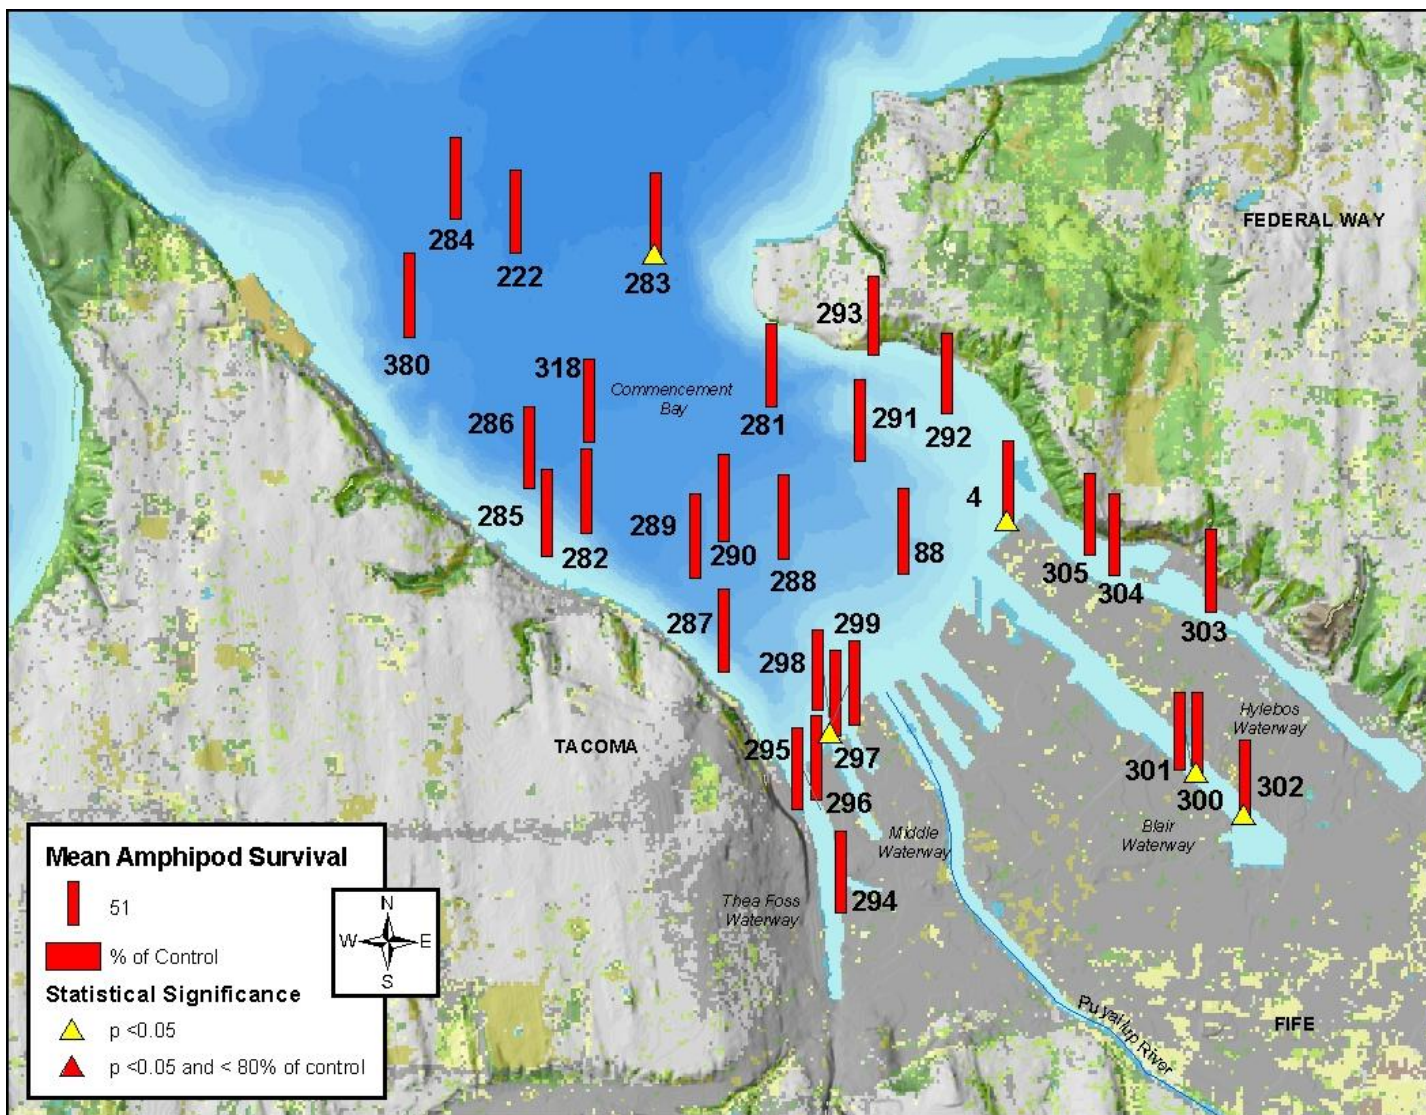 FEDERAL WAY
284
222
283
293
380
318
Commencement
Bay
286
281
291
292
285
4
289
282
290
288
88
305
304
287
299
303
298
Hylebos
Waterway
TACOMA
295
297
301
300
302
296
Middle
Waterway
Blair
Waterway
Thea Foss
Waterway
294
Puyallup River
FIFE
Mean Amphipod Survival
51
% of Control
Statistical Significance
p <0.05
p <0.05 and < 80% of control
N
W E
S